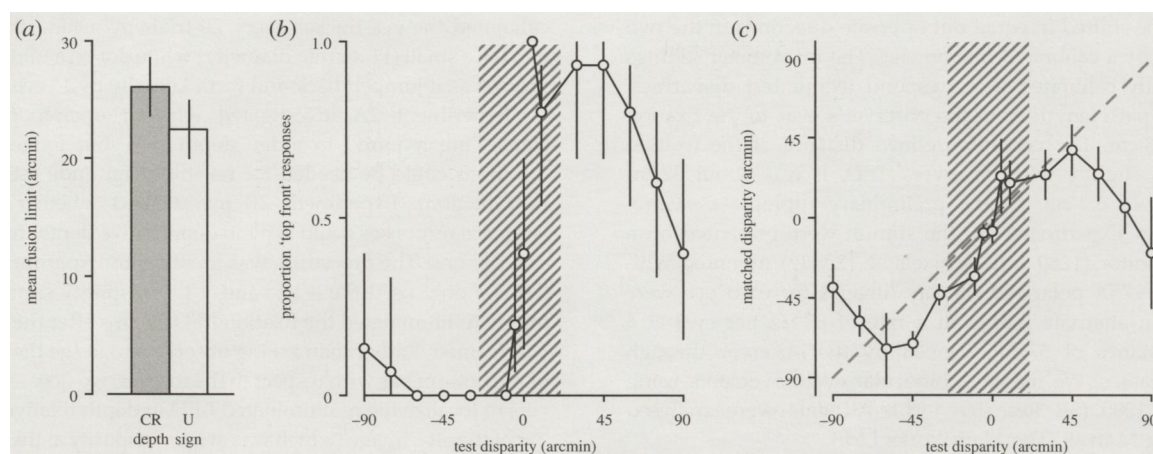 (a)
30
20
10
0
mean fusion limit (arcmin)
CR U
depth sign
(b)
1.0
0.5
0
proportion ‘top front’ responses
−90 −45 0 45 90
test disparity (arcmin)
(c)
90
45
0
−45
−90
matched disparity (arcmin)
−90 −45 0 45 90
test disparity (arcmin)